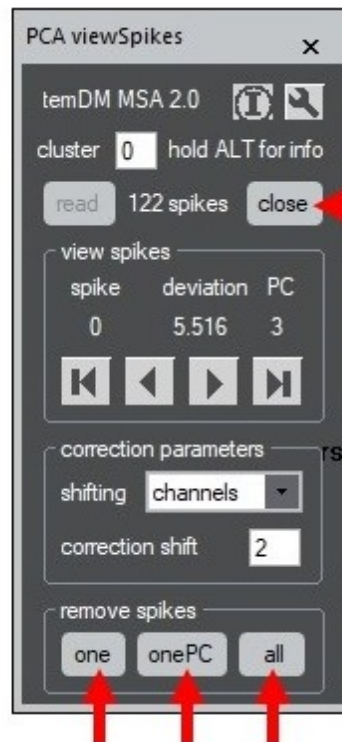 PCA viewSpikes ×
temDM MSA 2.0
cluster 0 hold ALT for info
read 122 spikes close
view spikes
spike deviation PC
0 5.516 3
correction parameters
rs
shifting channels
correction shift 2
remove spikes
one onePC all